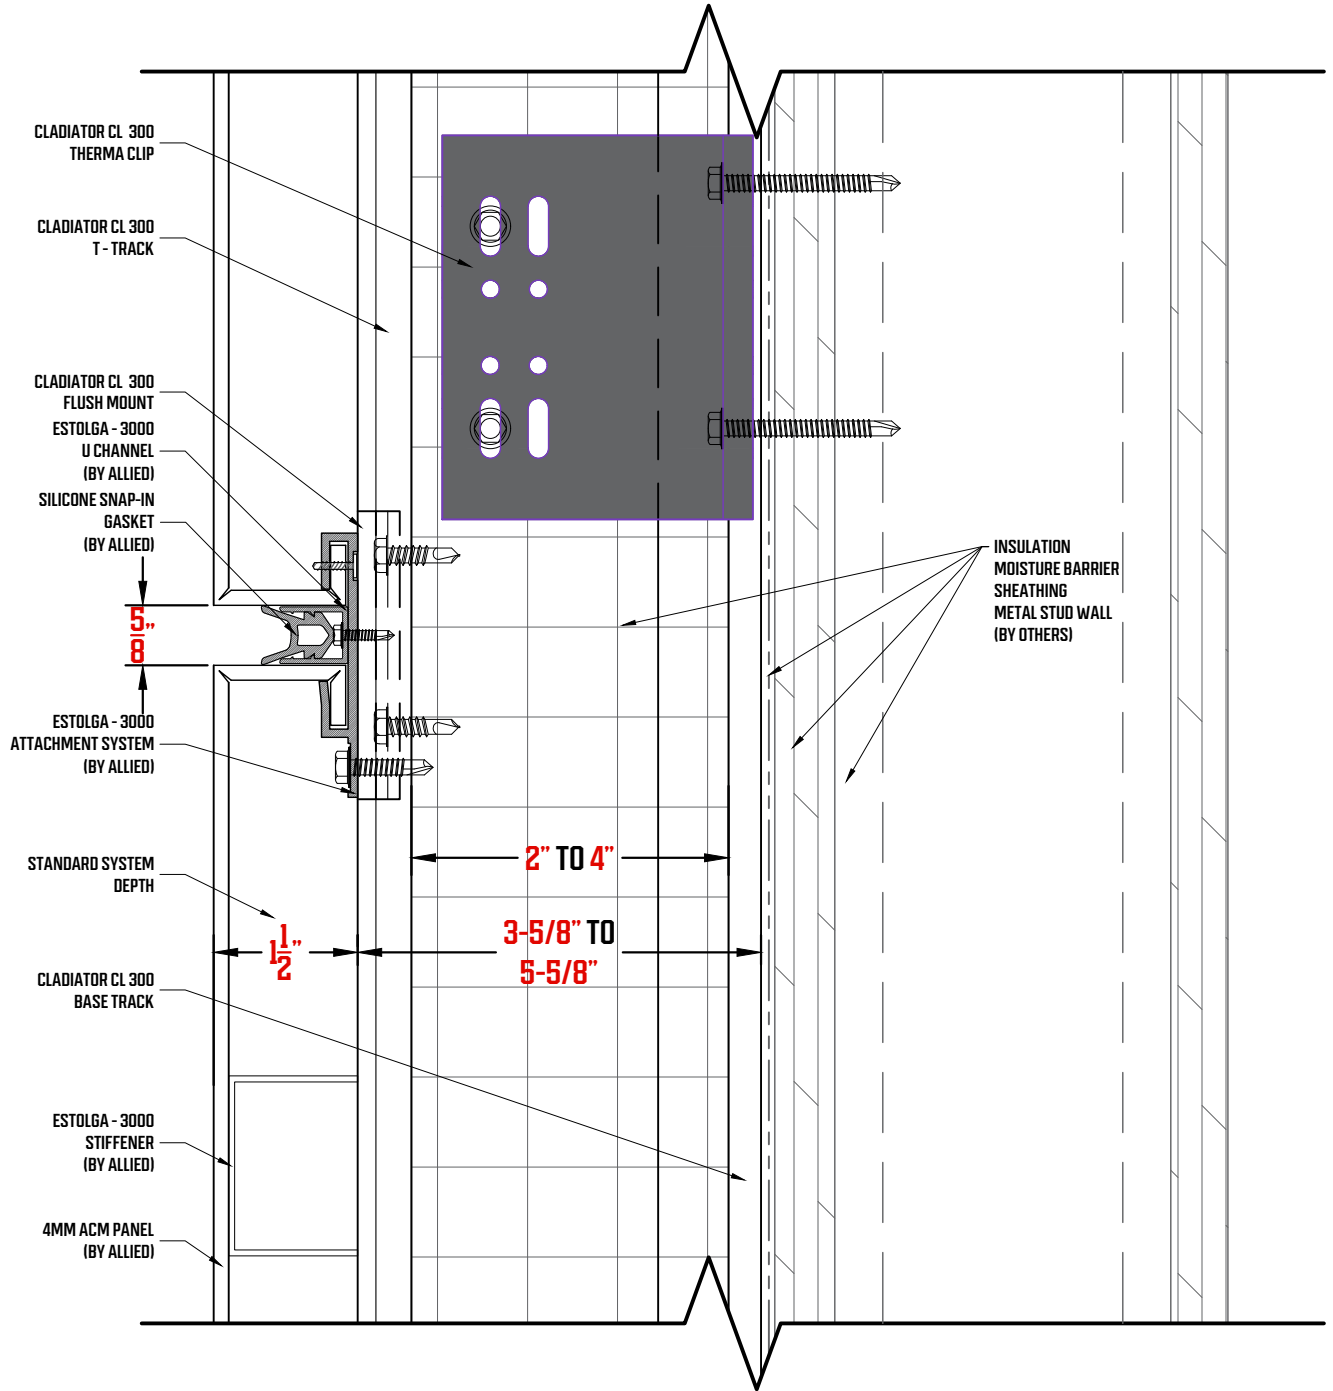 CLADIATOR CL 300
THERMA CLIP
CLADIATOR CL 300
T - TRACK
CLADIATOR CL 300
FLUSH MOUNT
ESTOLGA - 3000
U CHANNEL
(BY ALLIED)
SILICONE SNAP-IN
GASKET
(BY ALLIED)
5/8"
ESTOLGA - 3000
ATTACHMENT SYSTEM
(BY ALLIED)
STANDARD SYSTEM
DEPTH
1 1/2"
CLADIATOR CL 300
BASE TRACK
ESTOLGA - 3000
STIFFENER
(BY ALLIED)
4MM ACM PANEL
(BY ALLIED)
2" TO 4"
3-5/8" TO
5-5/8"
INSULATION
MOISTURE BARRIER
SHEATHING
METAL STUD WALL
(BY OTHERS)